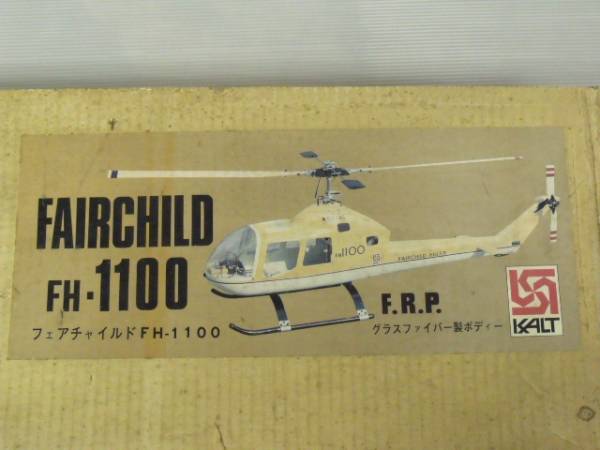 FAIRCHILD
FH-1100
フェアチャイルドFH-1100
FH1100
F.R.P.
グラスファイバー製ボディー
KALT